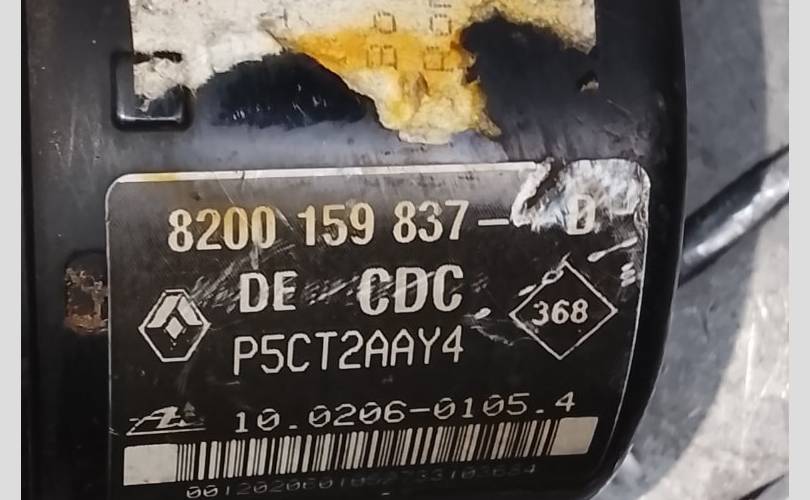 8200 159 837- D
DE CDC
368
P5CT2AAY4
10.0206-0105.4